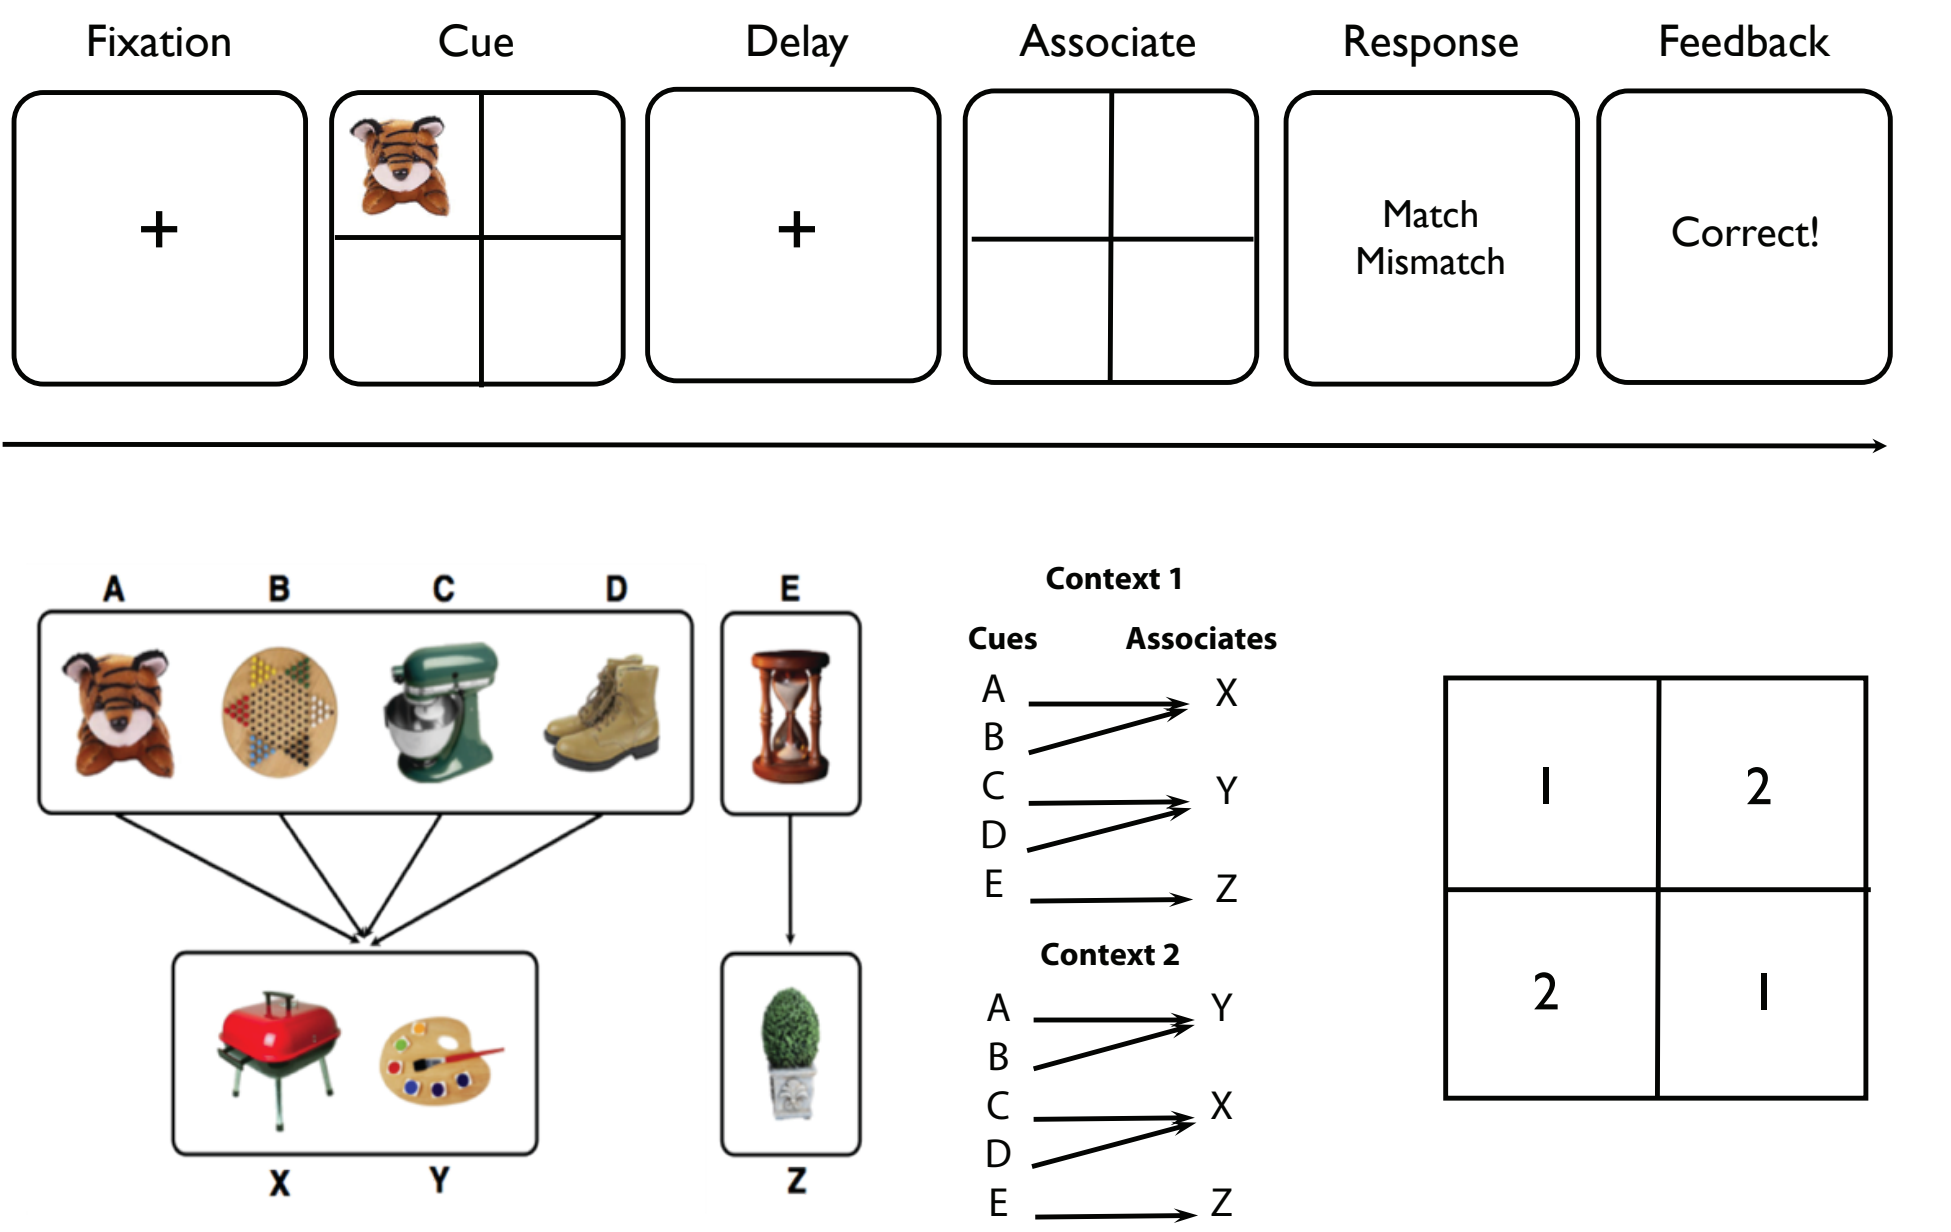 Fixation Cue Delay Associate Response Feedback
+ + Match Correct!
Mismatch
A B C D E
X Y Z
Context 1
Cues Associates
A X
B
C Y
D
E Z
Context 2
A Y
B
C X
D
E Z
1 2
2 1